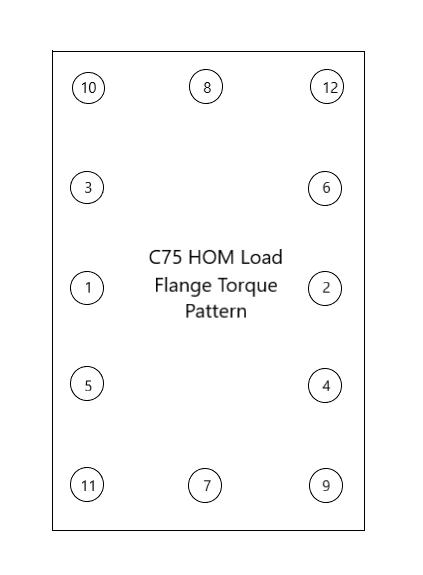 10 8 12
3 6
C75 HOM Load
1 Flange Torque 2
Pattern
5 4
11 7 9